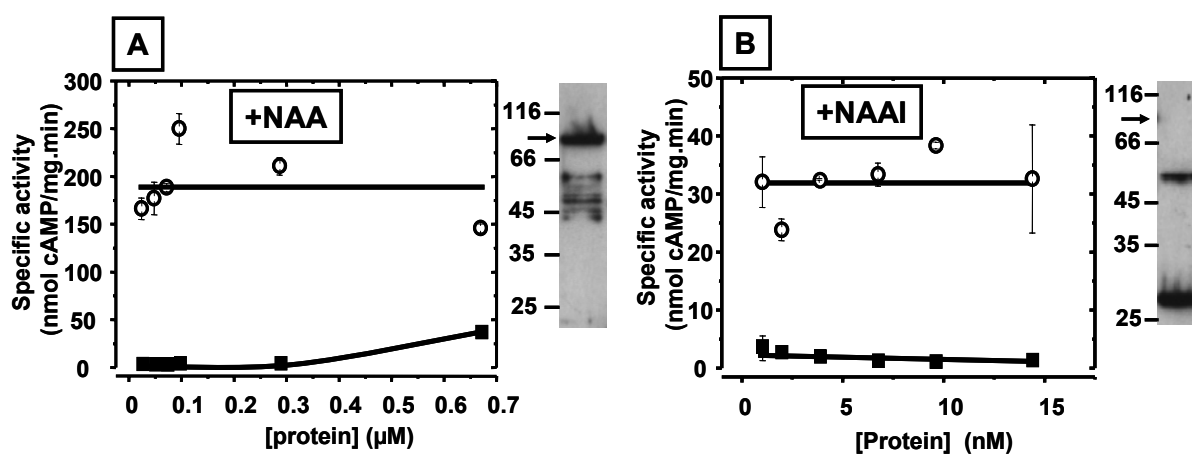 A
+NAA
Specific activity
(nmol cAMP/mg.min)
300
250
200
150
100
50
0
0 0.1 0.2 0.3 0.4 0.5 0.6 0.7
[protein] (µM)
116
66
45
35
25
B
+NAAI
Specific activity
(nmol cAMP/mg.min)
50
40
30
20
10
0
0 5 10 15
[Protein] (nM)
116
66
45
35
25